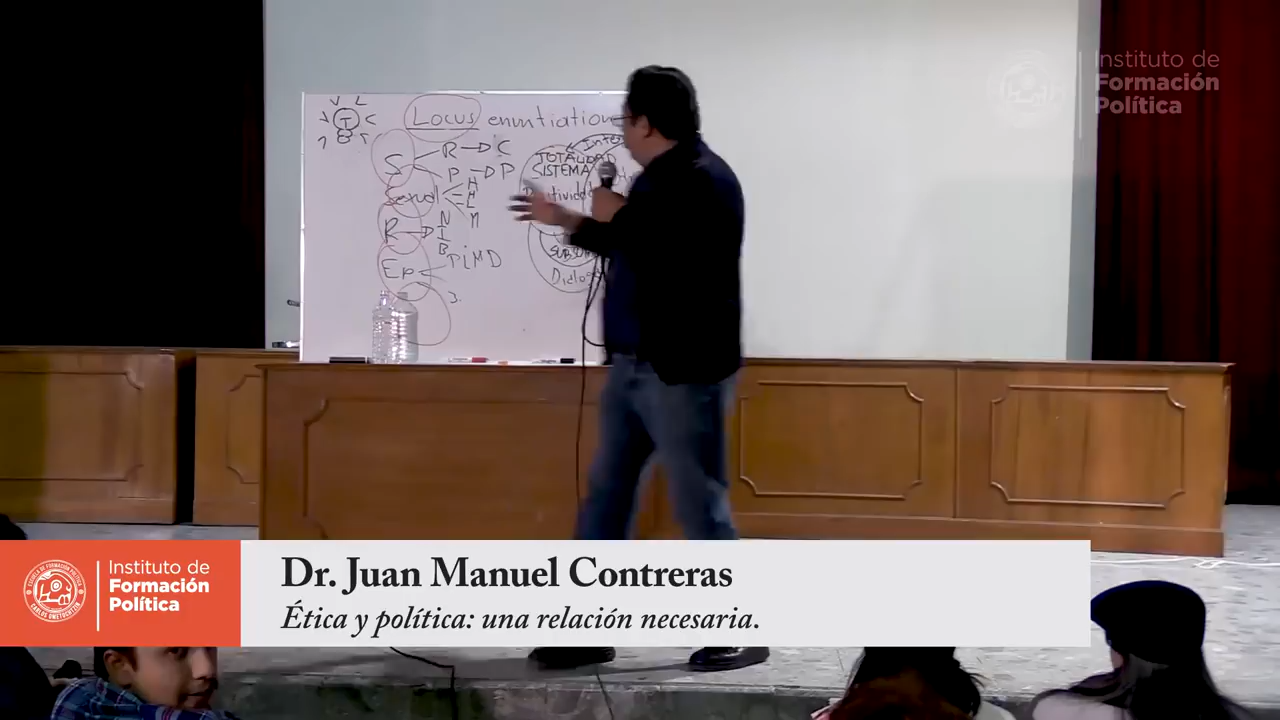 Instituto de
Formación
Política
Locus enuntiation
S
R → C
P → P
Sexual
H
M
L
R →
N
I
B
Ep
PiMD
3.
Inter
TOTALIDAD
SISTEMA
Instituto de
Formación
Política
Dr. Juan Manuel Contreras
Ética y política: una relación necesaria.